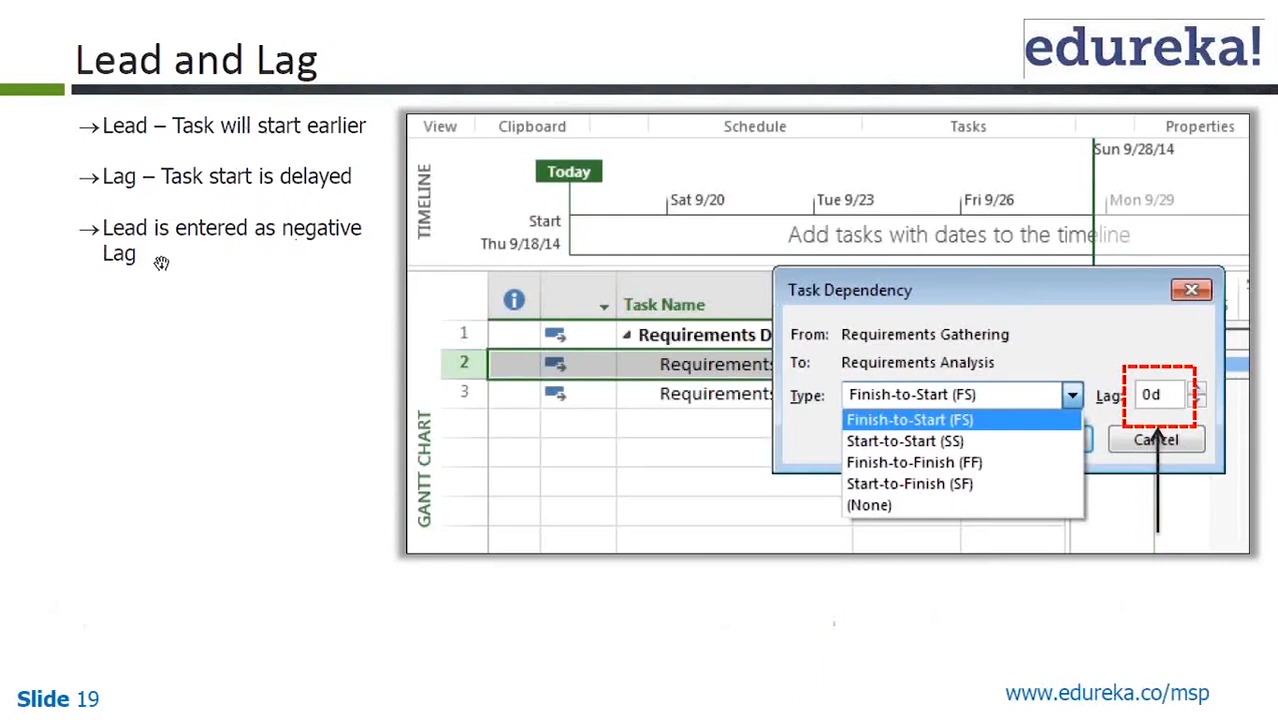 Lead and Lag
edureka!
→Lead – Task will start earlier
→Lag – Task start is delayed
→Lead is entered as negative
Lag
View Clipboard Schedule Tasks Properties
TIMELINE
Sun 9/28/14
Today
Sat 9/20 Tue 9/23 Fri 9/26 Mon 9/29
Start
Thu 9/18/14
Add tasks with dates to the timeline
GANTT CHART
Task Name
1 Requirements D
2 Requirements
3 Requirements
Task Dependency
From: Requirements Gathering
To: Requirements Analysis
Type: Finish-to-Start (FS) Lag: 0d
Finish-to-Start (FS)
Start-to-Start (SS)
Cancel
Finish-to-Finish (FF)
Start-to-Finish (SF)
(None)
Slide 19
www.edureka.co/msp